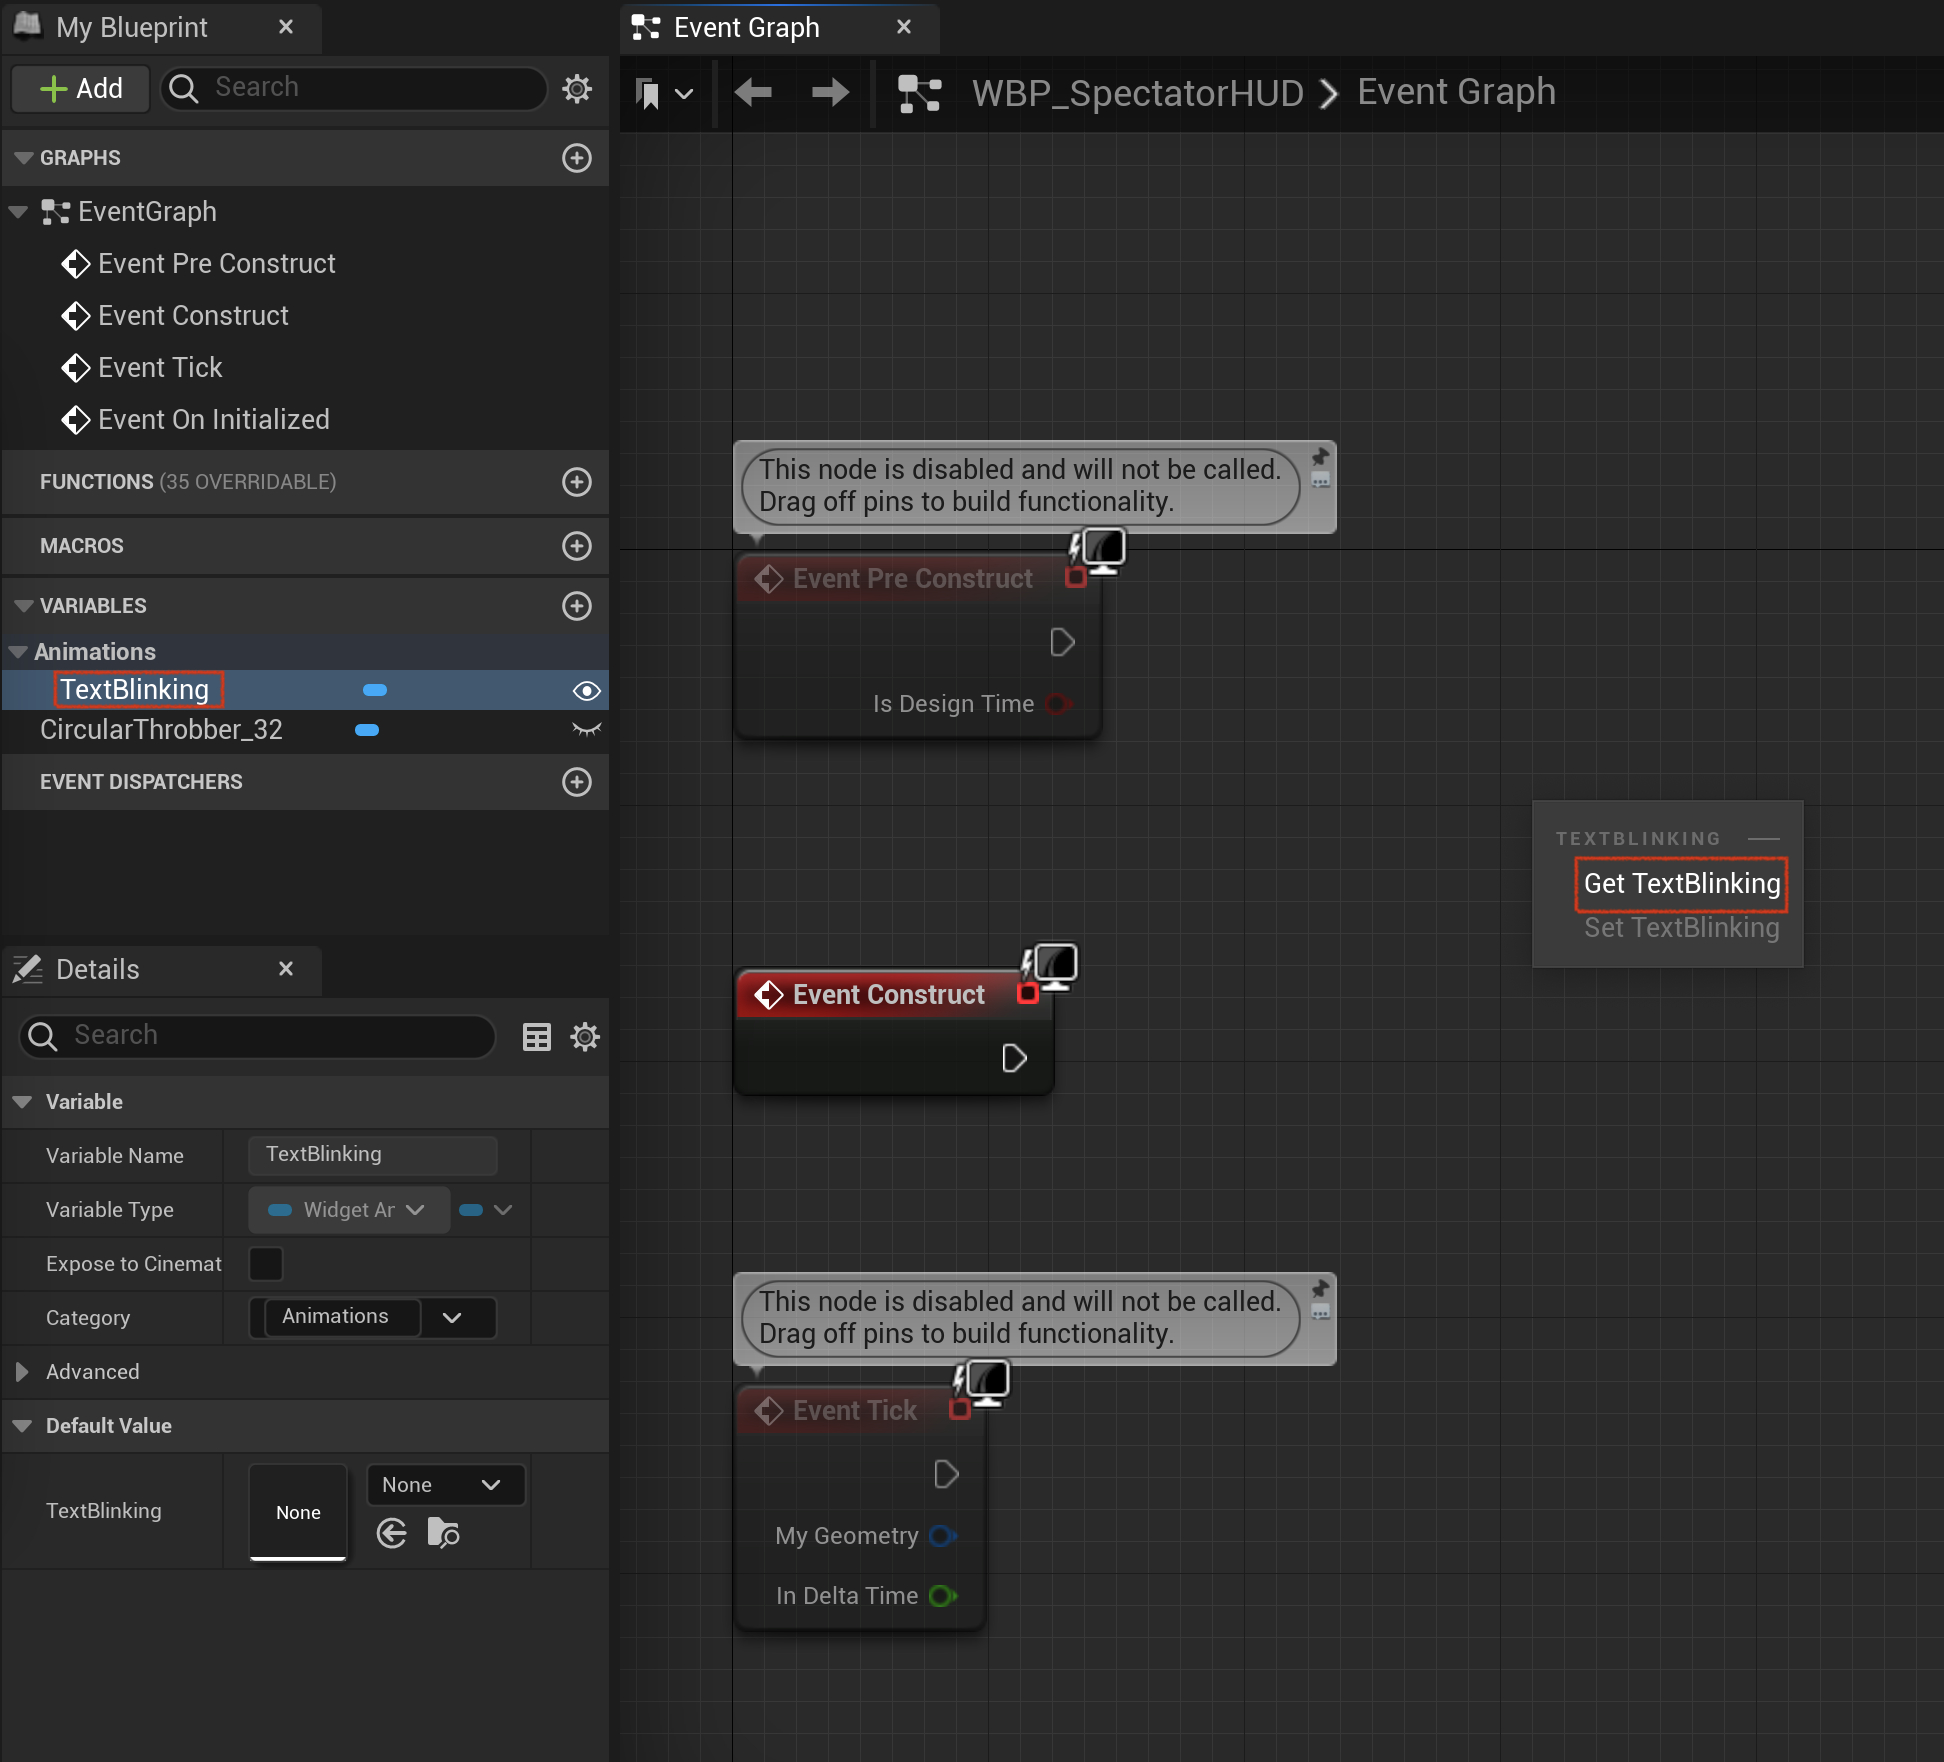 My Blueprint
Add
Search
GRAPHS
EventGraph
Event Pre Construct
Event Construct
Event Tick
Event On Initialized
FUNCTIONS (35 OVERRIDABLE)
MACROS
VARIABLES
Animations
TextBlinking
CircularThrobber_32
EVENT DISPATCHERS
Details
Search
Variable
Variable Name
TextBlinking
Variable Type
Widget Ar
Expose to Cinemat
Category
Animations
Advanced
Default Value
TextBlinking
None
None
Event Graph
WBP_SpectatorHUD > Event Graph
This node is disabled and will not be called.
Drag off pins to build functionality.
Event Pre Construct
Is Design Time
TEXTBLINKING
Get TextBlinking
Set TextBlinking
Event Construct
This node is disabled and will not be called.
Drag off pins to build functionality.
Event Tick
My Geometry
In Delta Time